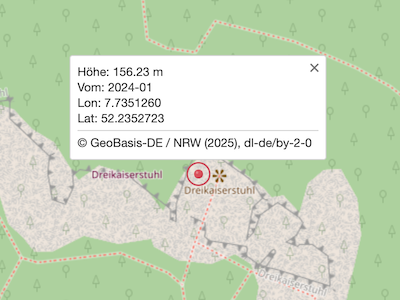 Höhe: 156.23 m
Vom: 2024-01
Lon: 7.7351260
Lat: 52.2352723
© GeoBasis-DE / NRW (2025), dl-de/by-2-0
Dreikaiserstuhl
Dreikaiserstuhl
Dreikaiserstuhl